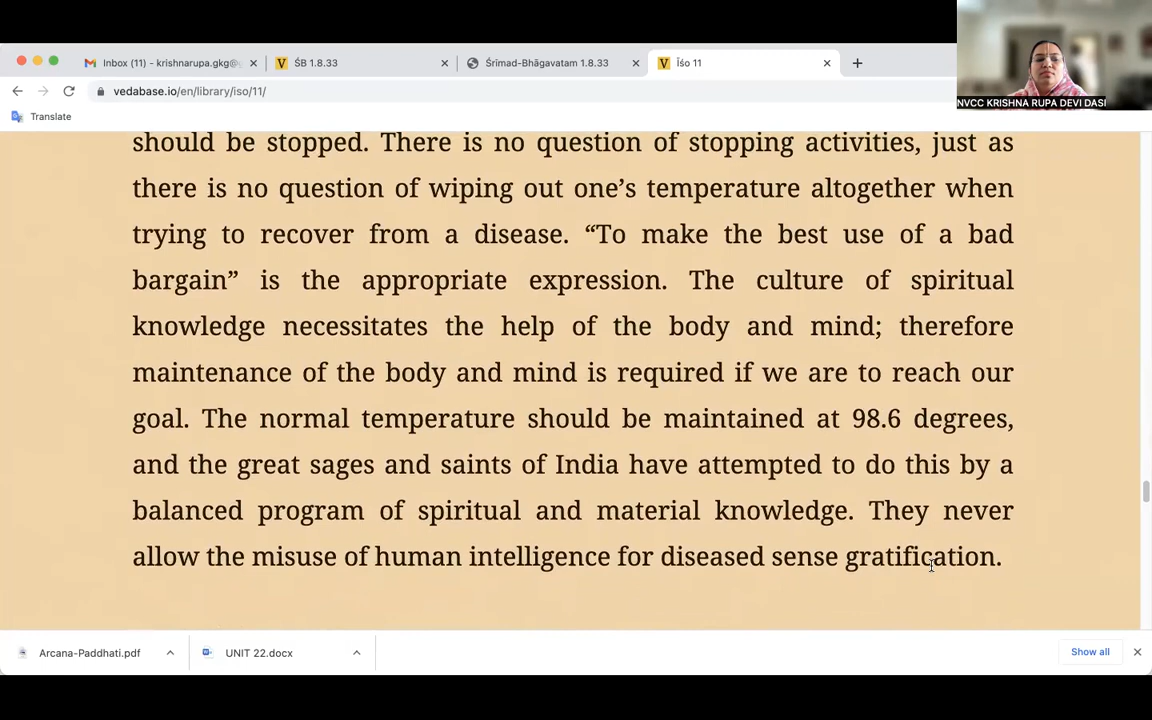 NVCC KRISHNA RUPA DEVI DASI
Inbox (11) - krishnarupa.gkg@
ŚB 1.8.33
Śrīmad-Bhāgavatam 1.8.33
Īśo 11
vedabase.io/en/library/iso/11/
Translate
should be stopped. There is no question of stopping activities, just as
there is no question of wiping out one’s temperature altogether when
trying to recover from a disease. “To make the best use of a bad
bargain” is the appropriate expression. The culture of spiritual
knowledge necessitates the help of the body and mind; therefore
maintenance of the body and mind is required if we are to reach our
goal. The normal temperature should be maintained at 98.6 degrees,
and the great sages and saints of India have attempted to do this by a
balanced program of spiritual and material knowledge. They never
allow the misuse of human intelligence for diseased sense gratification.
Arcana-Paddhati.pdf
UNIT 22.docx
Show all